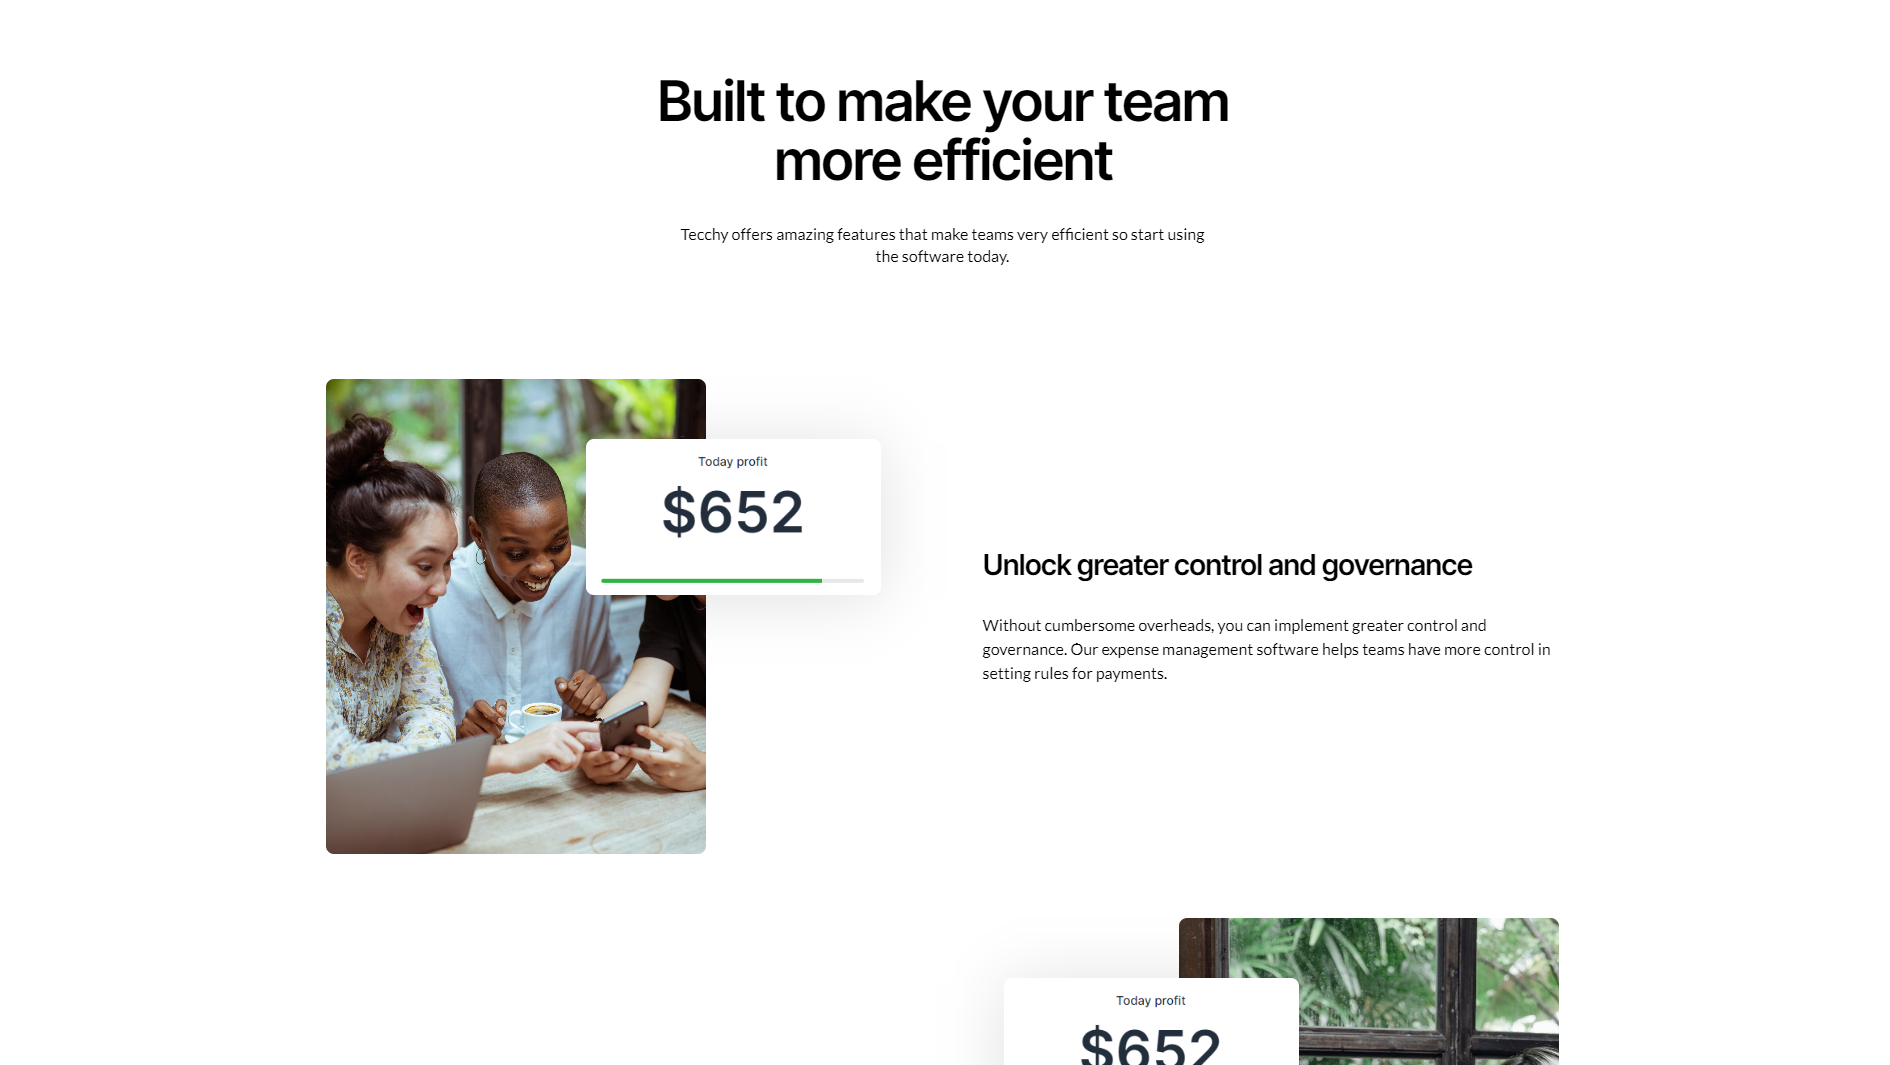 Built to make your team
more efficient
Tecchy offers amazing features that make teams very efficient so start using
the software today.
Today profit
$652
Unlock greater control and governance
Without cumbersome overheads, you can implement greater control and
governance. Our expense management software helps teams have more control in
setting rules for payments.
Today profit
$652